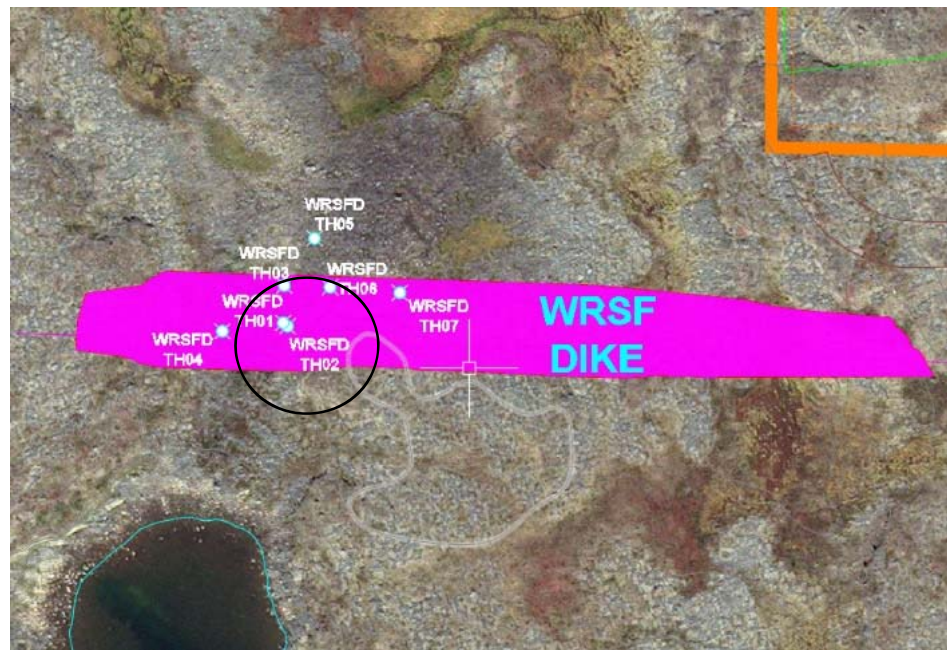 WRSFD
TH05
WRSFD
TH03
WRSFD
TH06
WRSFD
TH01
WRSFD
TH07
WRSF
DIKE
WRSFD
TH04
WRSFD
TH02